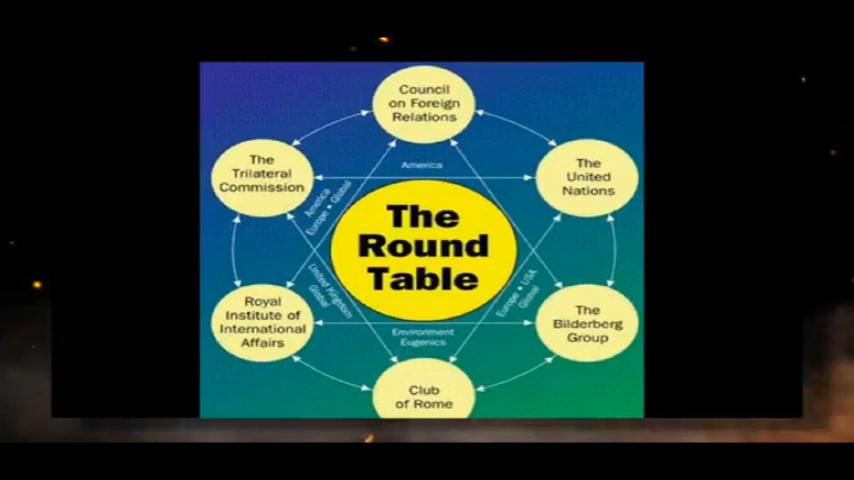 Council
on Foreign
Relations
The
Trilateral
Commission
America
The
United
Nations
America
Europe • Global
The
Round
Table
United Kingdom
Global
Europe • USA
Global
Royal
Institute of
International
Affairs
Environment
Eugenics
The
Bilderberg
Group
Club
of Rome